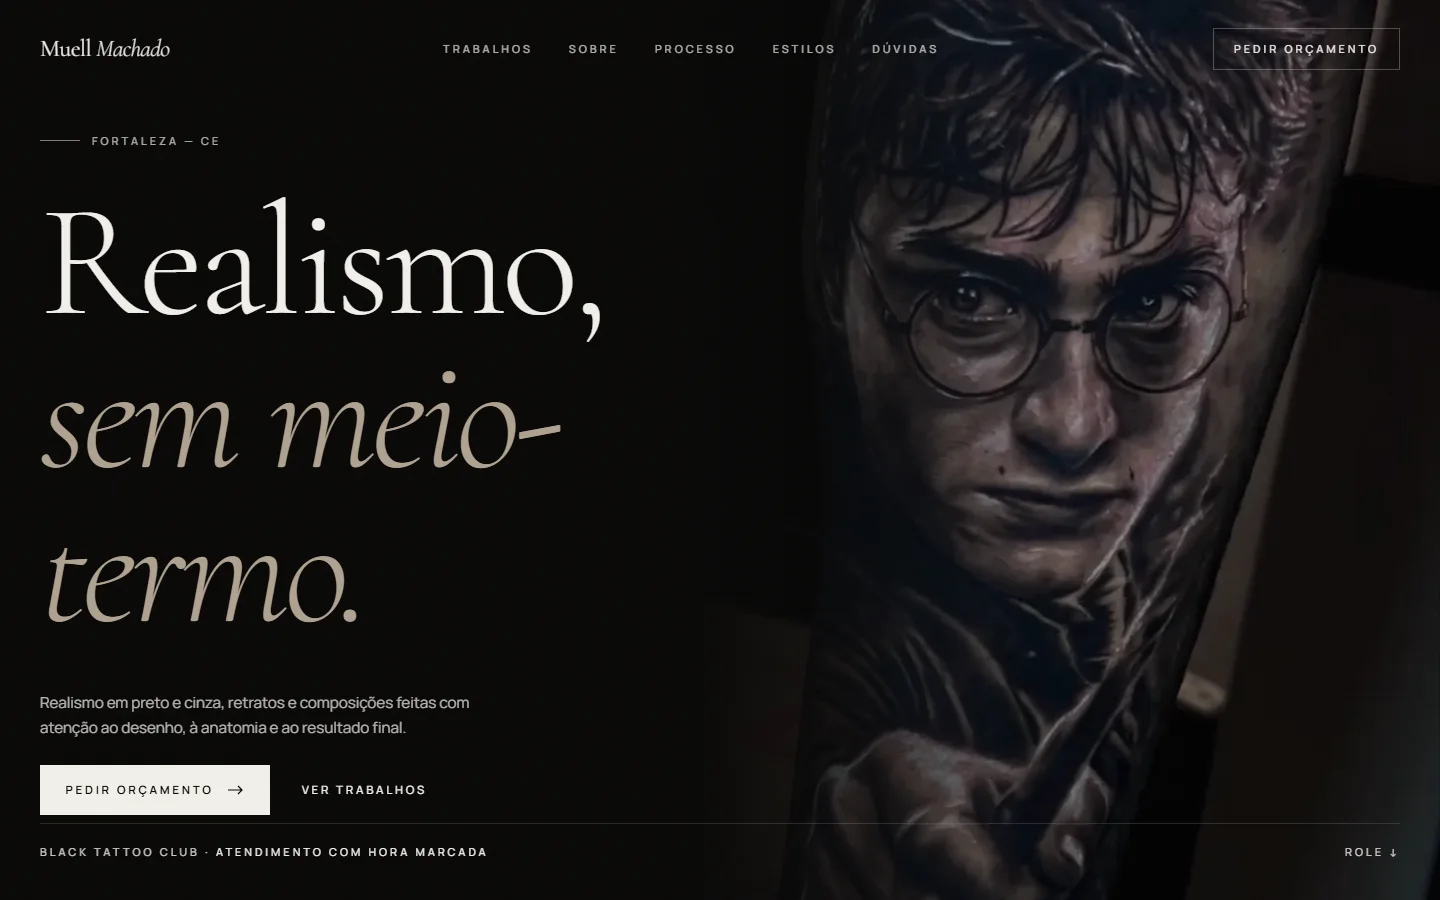 Muell Machado
TRABALHOS
SOBRE
PROCESSO
ESTILOS
DÚVIDAS
PEDIR ORÇAMENTO
FORTALEZA — CE
Realismo,
sem meio-
termo.
Realismo em preto e cinza, retratos e composições feitas com
atenção ao desenho, à anatomia e ao resultado final.
PEDIR ORÇAMENTO →
VER TRABALHOS
BLACK TATTOO CLUB · ATENDIMENTO COM HORA MARCADA
ROLE ↓